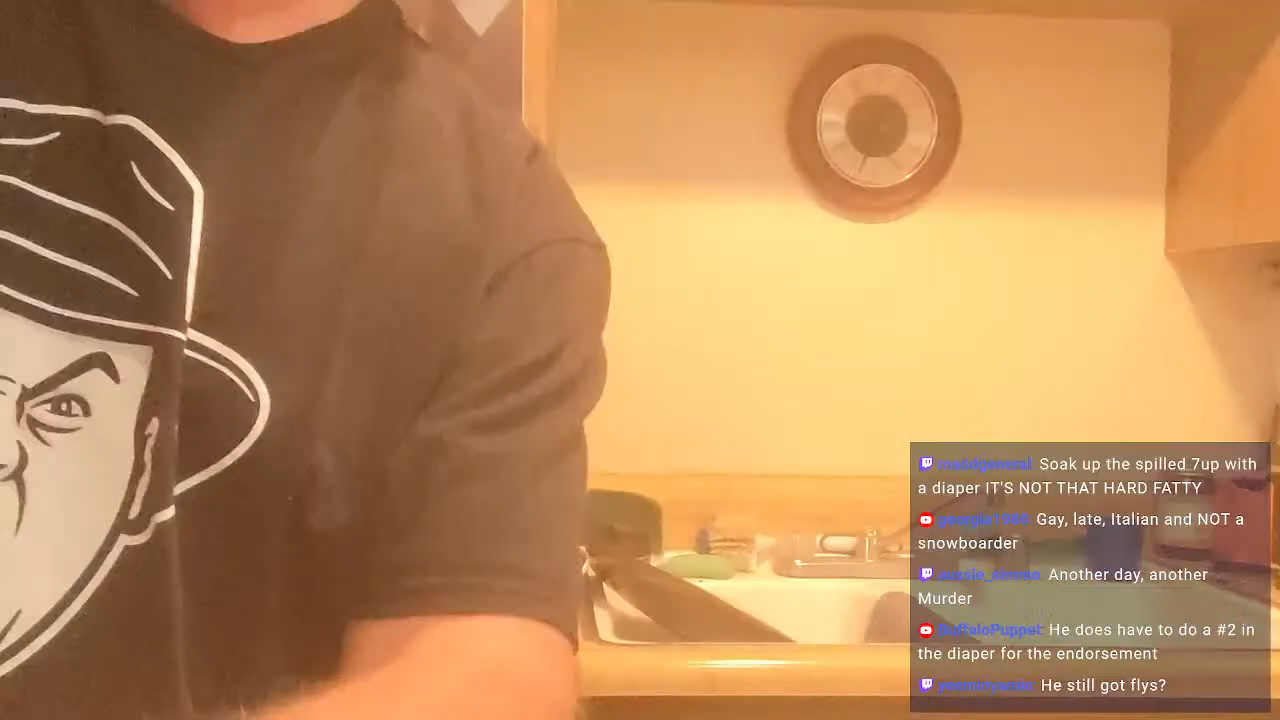 Soak up the spilled 7up with
a diaper IT'S NOT THAT HARD FATTY
georgia1988: Gay, late, Italian and NOT a
snowboarder
Another day, another
Murder
BuffaloPuppet: He does have to do a #2 in
the diaper for the endorsement
He still got flys?